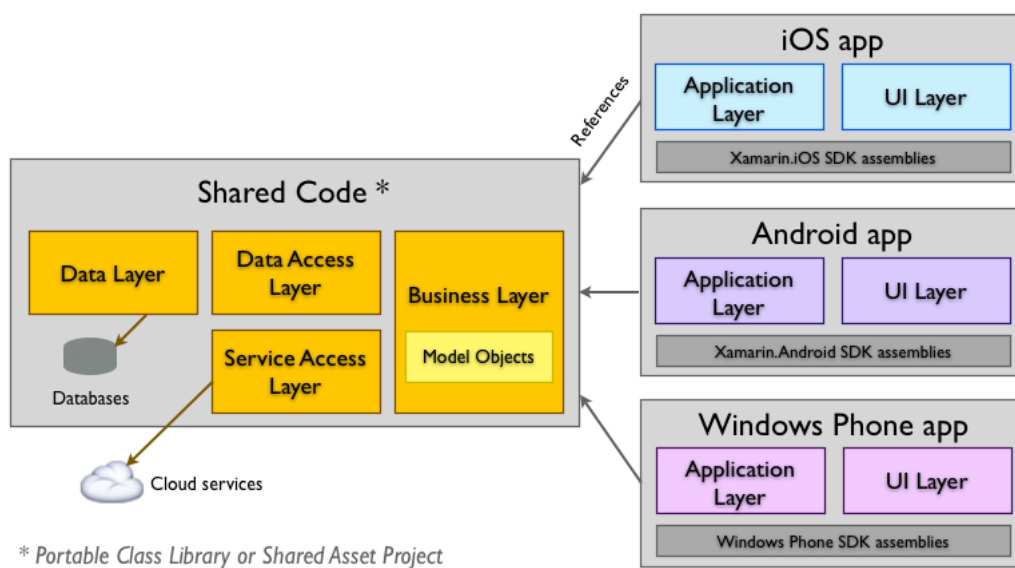 iOS app
Application
Layer
UI Layer
Xamarin.iOS SDK assemblies
References
Shared Code *
Data Layer
Data Access
Layer
Business Layer
Model Objects
Service Access
Layer
Databases
Cloud services
Android app
Application
Layer
UI Layer
Xamarin.Android SDK assemblies
Windows Phone app
Application
Layer
UI Layer
Windows Phone SDK assemblies
* Portable Class Library or Shared Asset Project